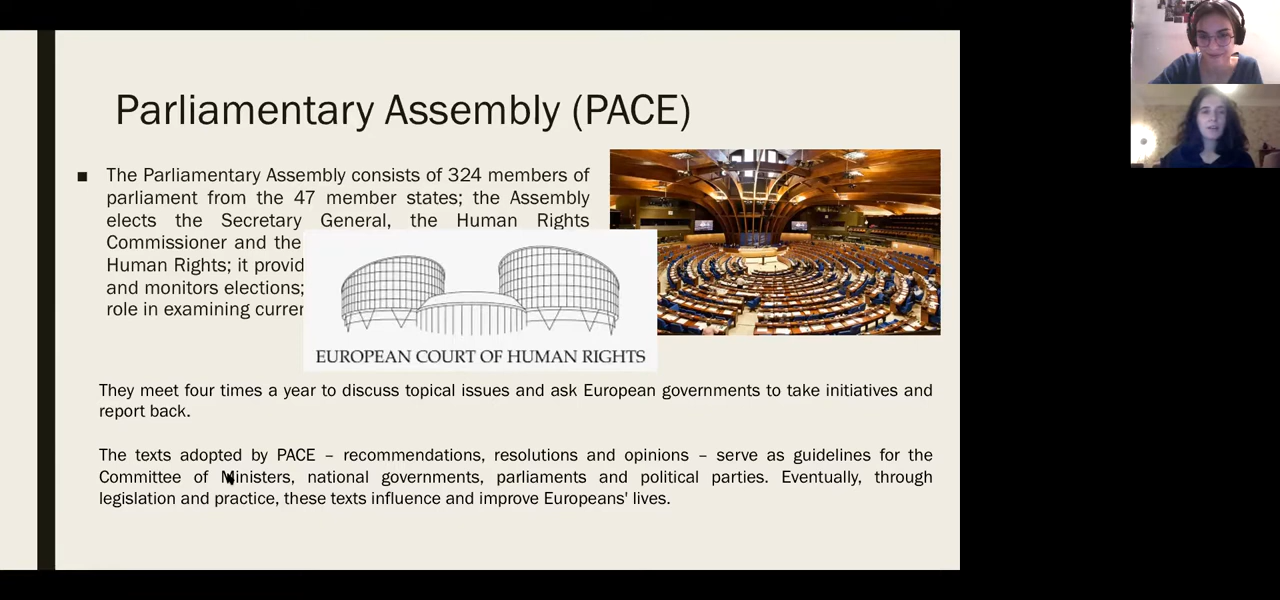 Parliamentary Assembly (PACE)
■ The Parliamentary Assembly consists of 324 members of
parliament from the 47 member states; the Assembly
elects the Secretary General, the Human Rights
Commissioner and the
Human Rights; it provid
and monitors elections;
role in examining curren
EUROPEAN COURT OF HUMAN RIGHTS
They meet four times a year to discuss topical issues and ask European governments to take initiatives and
report back.
The texts adopted by PACE – recommendations, resolutions and opinions – serve as guidelines for the
Committee of Ministers, national governments, parliaments and political parties. Eventually, through
legislation and practice, these texts influence and improve Europeans' lives.